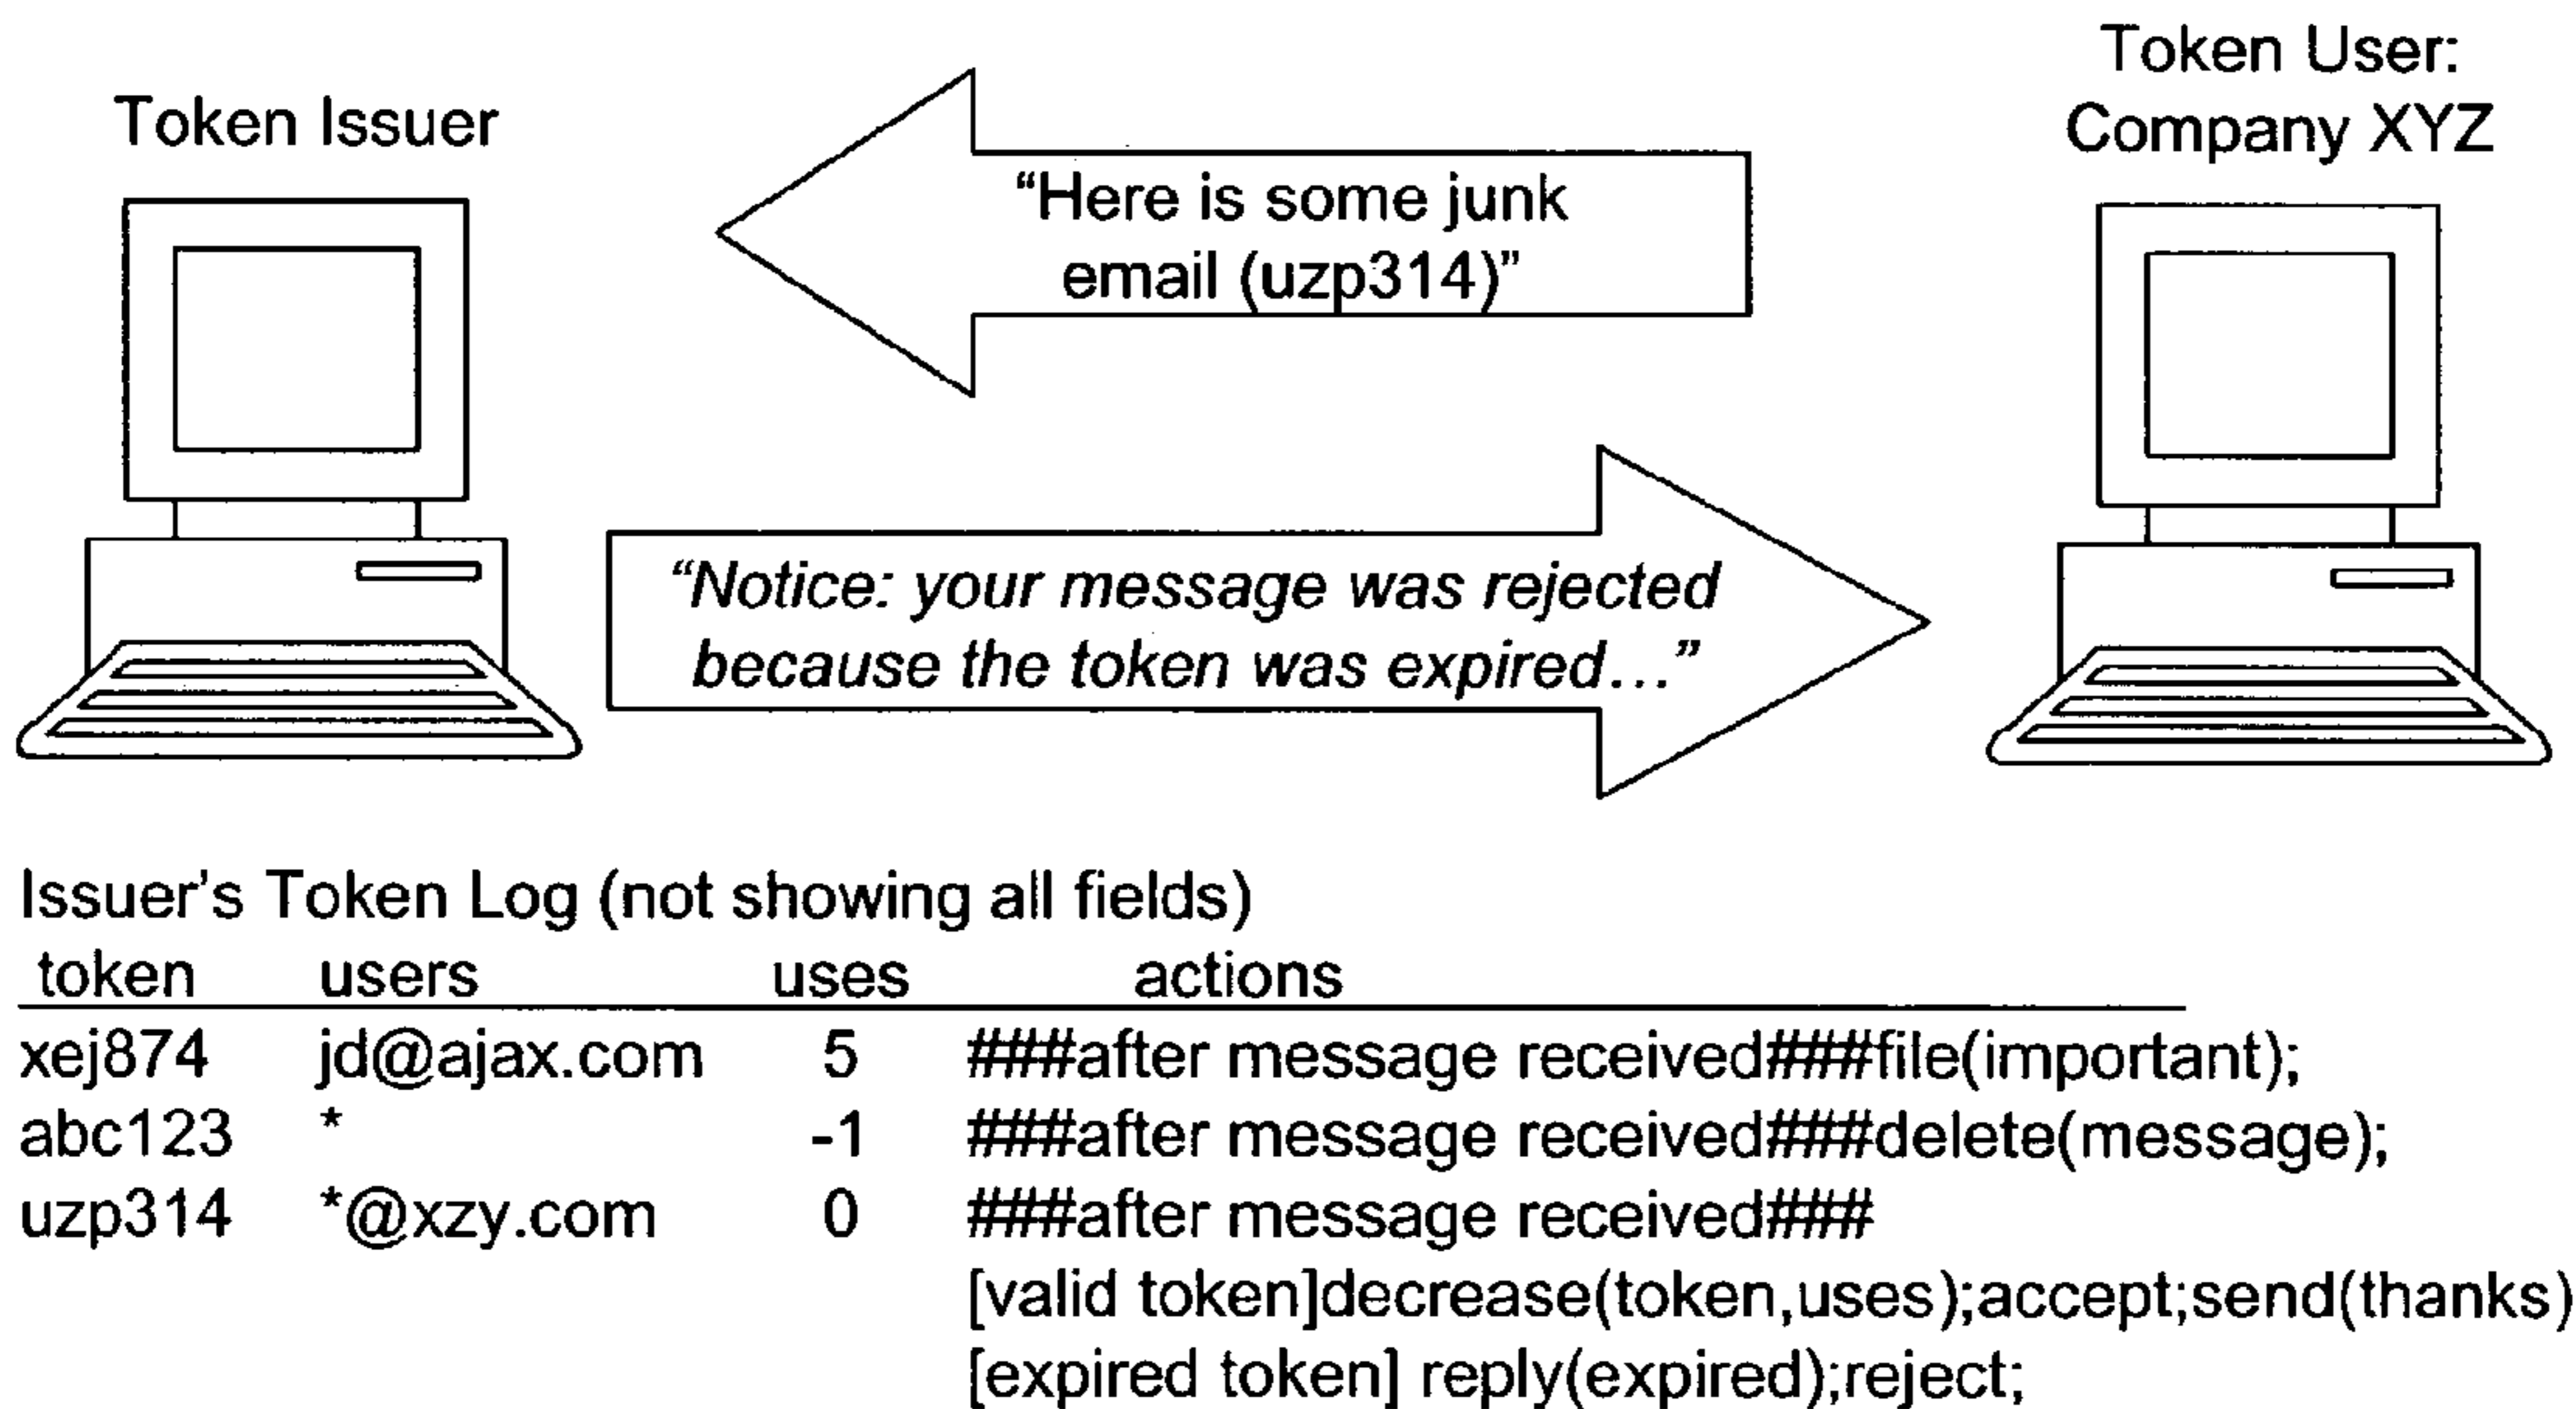 Token Issuer
Token User:
Company XYZ
“Here is some junk
email (uzp314)”
“Notice: your message was rejected
because the token was expired…”
Issuer's Token Log (not showing all fields)
token users uses actions
xej874 jd@ajax.com 5 ###after message received###file(important);
abc123 * -1 ###after message received###delete(message);
uzp314 *@xzy.com 0 ###after message received###
[valid token]decrease(token,uses);accept;send(thanks)
[expired token] reply(expired);reject;